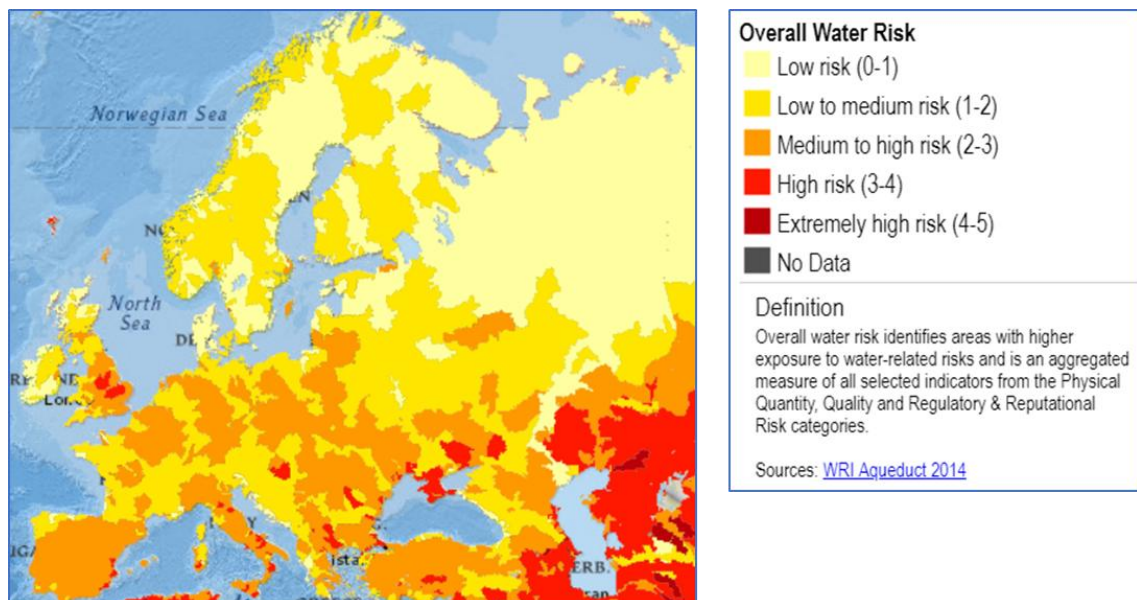 Norwegian Sea
North
Sea
Overall Water Risk
Low risk (0-1)
Low to medium risk (1-2)
Medium to high risk (2-3)
High risk (3-4)
Extremely high risk (4-5)
No Data
Definition
Overall water risk identifies areas with higher
exposure to water-related risks and is an aggregated
measure of all selected indicators from the Physical
Quantity, Quality and Regulatory & Reputational
Risk categories.
Sources: WRI Aqueduct 2014